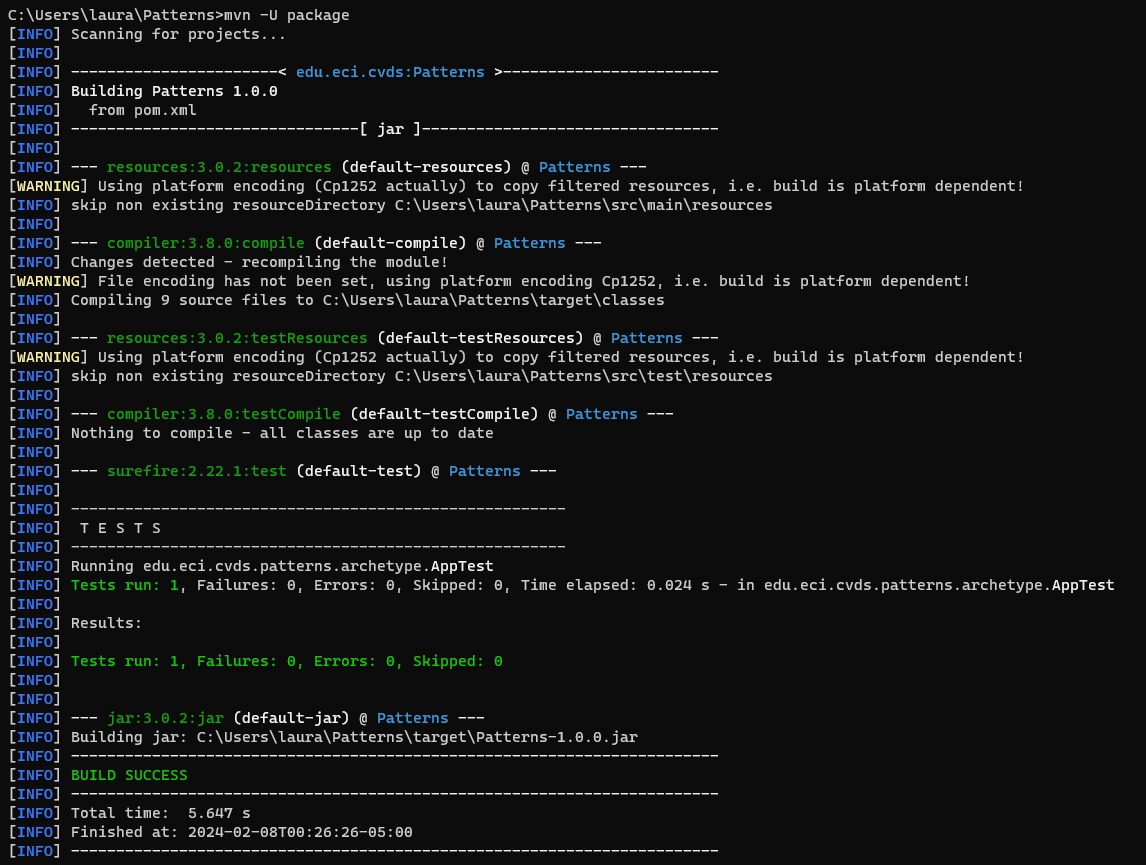 C:\Users\laura\Patterns>mvn -U package
[INFO] Scanning for projects...
[INFO]
[INFO] -----------------------< edu.eci.cvds:Patterns >------------------------
[INFO] Building Patterns 1.0.0
[INFO]   from pom.xml
[INFO] --------------------------------[ jar ]---------------------------------
[INFO]
[INFO] --- resources:3.0.2:resources (default-resources) @ Patterns ---
[WARNING] Using platform encoding (Cp1252 actually) to copy filtered resources, i.e. build is platform dependent!
[INFO] skip non existing resourceDirectory C:\Users\laura\Patterns\src\main\resources
[INFO]
[INFO] --- compiler:3.8.0:compile (default-compile) @ Patterns ---
[INFO] Changes detected - recompiling the module!
[WARNING] File encoding has not been set, using platform encoding Cp1252, i.e. build is platform dependent!
[INFO] Compiling 9 source files to C:\Users\laura\Patterns\target\classes
[INFO]
[INFO] --- resources:3.0.2:testResources (default-testResources) @ Patterns ---
[WARNING] Using platform encoding (Cp1252 actually) to copy filtered resources, i.e. build is platform dependent!
[INFO] skip non existing resourceDirectory C:\Users\laura\Patterns\src\test\resources
[INFO]
[INFO] --- compiler:3.8.0:testCompile (default-testCompile) @ Patterns ---
[INFO] Nothing to compile - all classes are up to date
[INFO]
[INFO] --- surefire:2.22.1:test (default-test) @ Patterns ---
[INFO]
[INFO] -------------------------------------------------------
[INFO]  T E S T S
[INFO] -------------------------------------------------------
[INFO] Running edu.eci.cvds.patterns.archetype.AppTest
[INFO] Tests run: 1, Failures: 0, Errors: 0, Skipped: 0, Time elapsed: 0.024 s - in edu.eci.cvds.patterns.archetype.AppTest
[INFO]
[INFO] Results:
[INFO]
[INFO] Tests run: 1, Failures: 0, Errors: 0, Skipped: 0
[INFO]
[INFO]
[INFO] --- jar:3.0.2:jar (default-jar) @ Patterns ---
[INFO] Building jar: C:\Users\laura\Patterns\target\Patterns-1.0.0.jar
[INFO] ------------------------------------------------------------------------
[INFO] BUILD SUCCESS
[INFO] ------------------------------------------------------------------------
[INFO] Total time:  5.647 s
[INFO] Finished at: 2024-02-08T00:26:26-05:00
[INFO] ------------------------------------------------------------------------